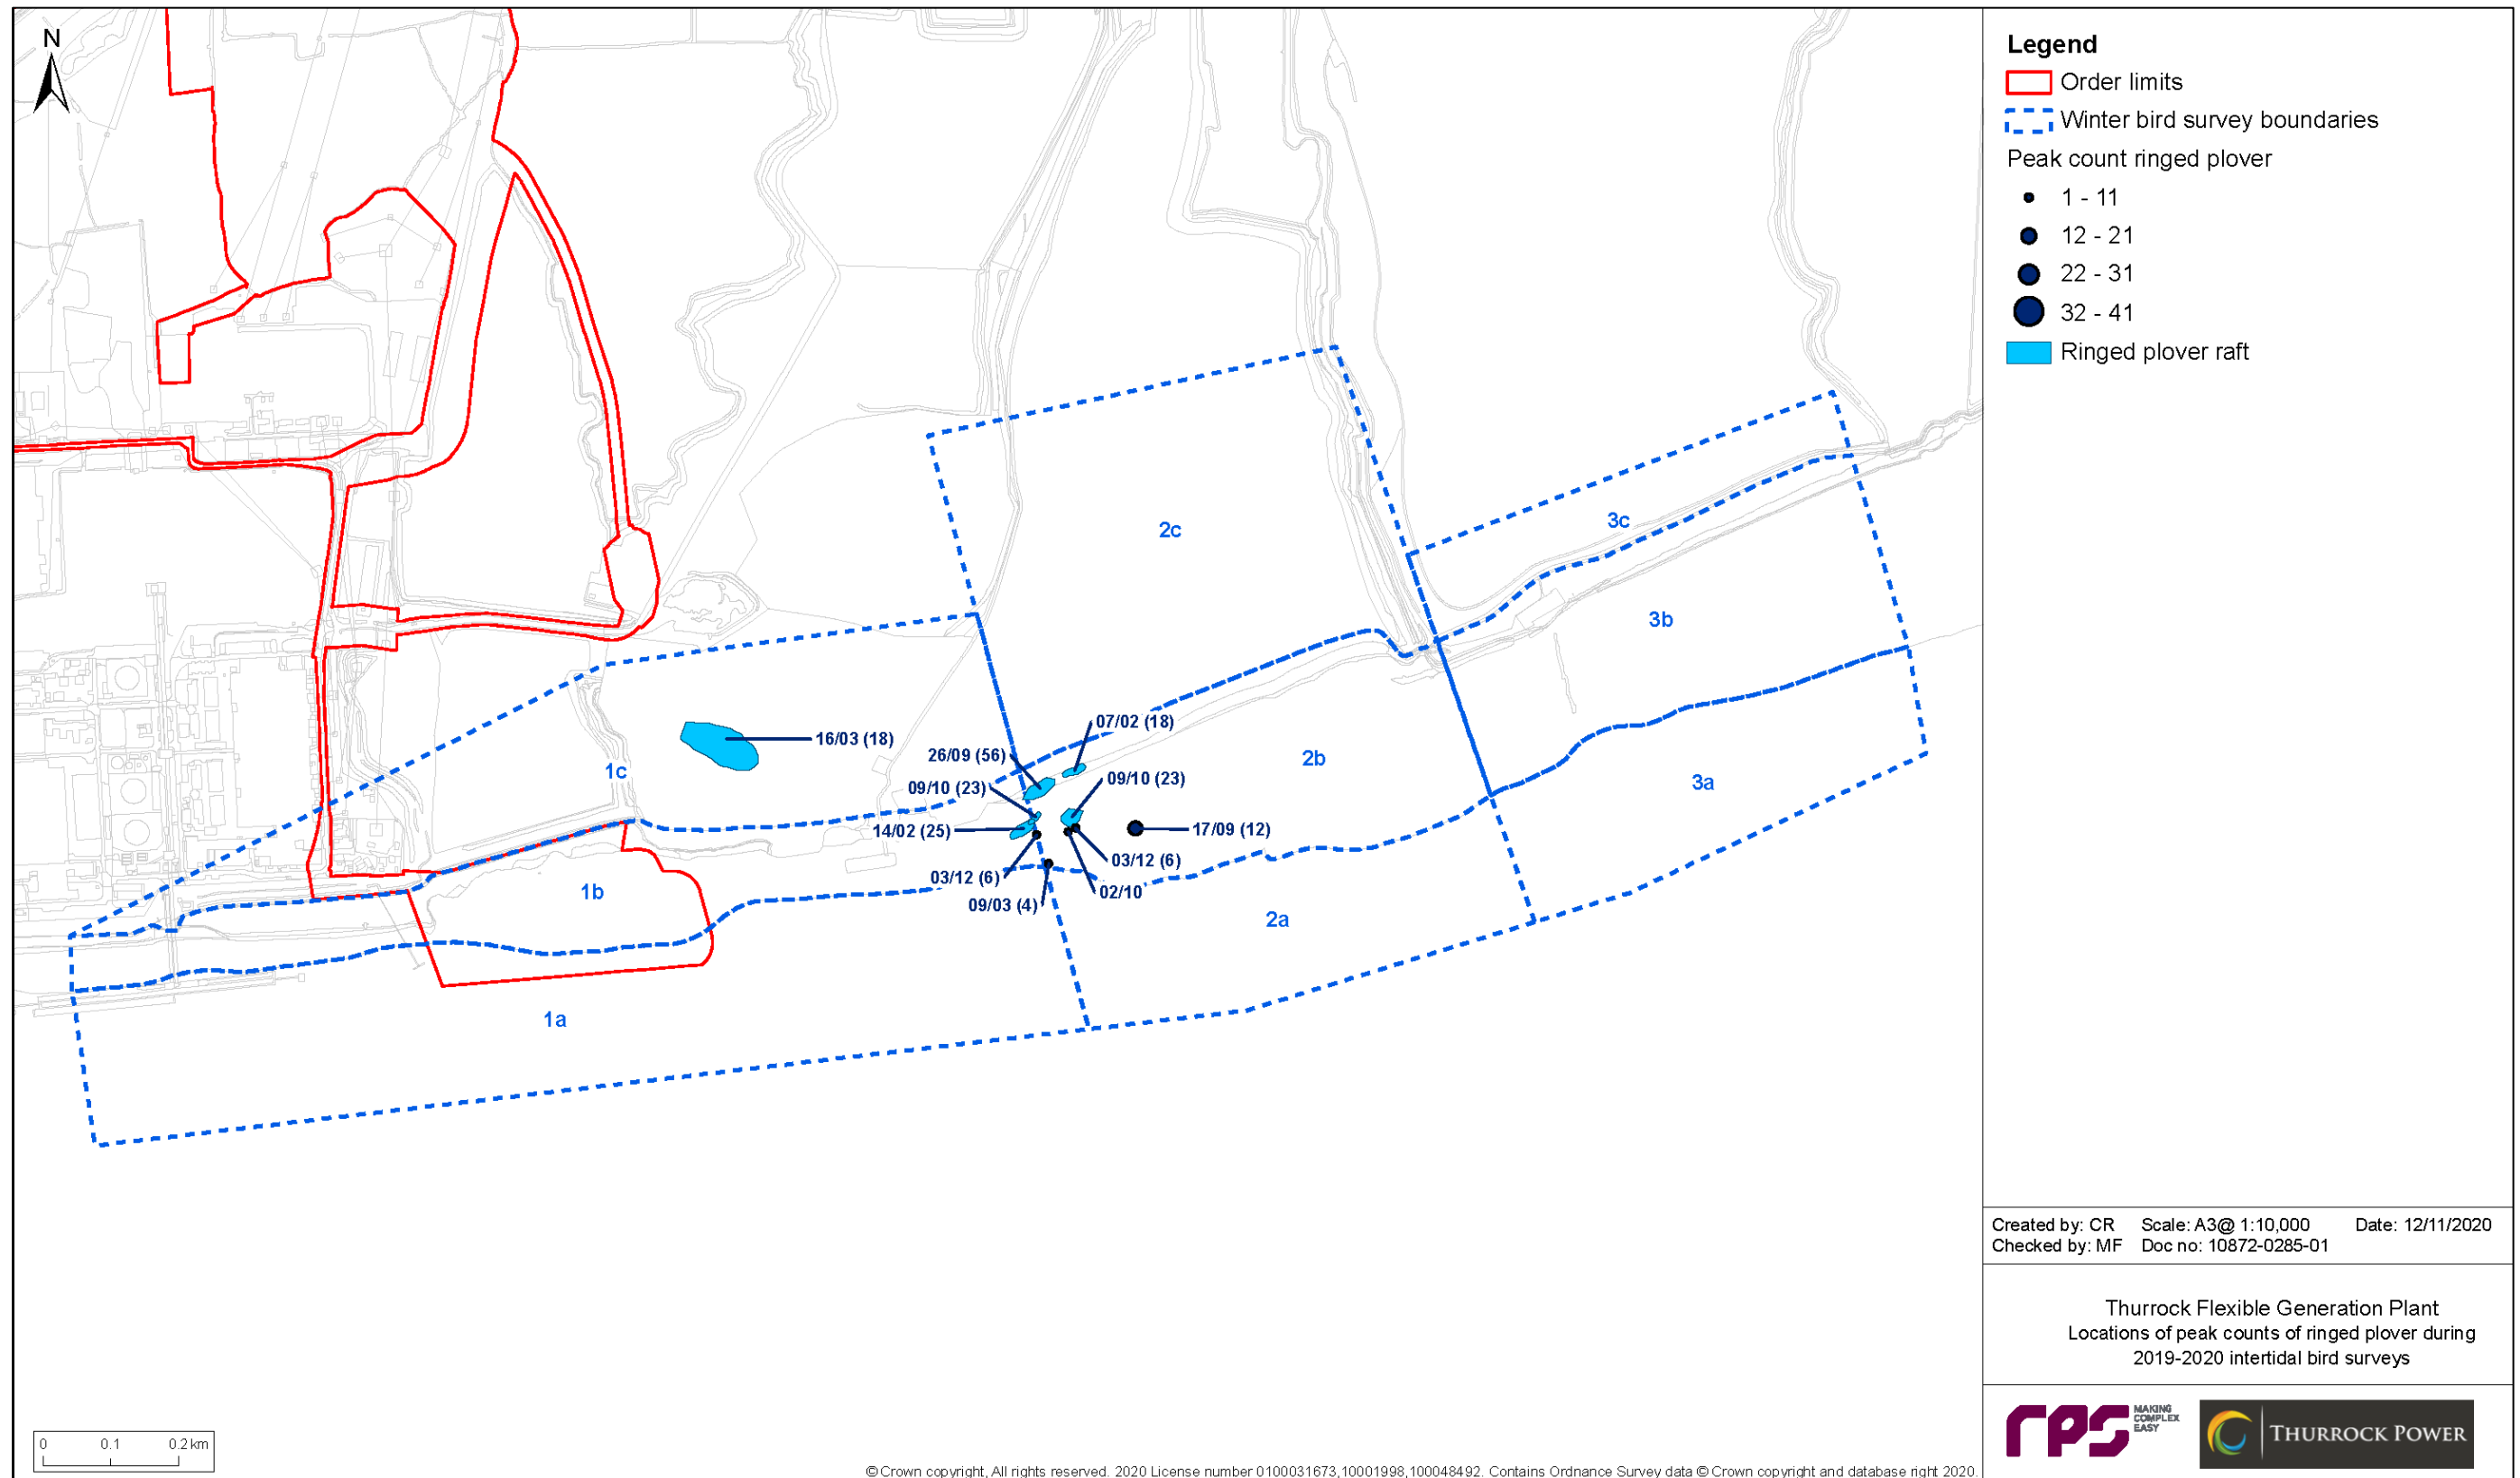 N
Legend
Order limits
Winter bird survey boundaries
Peak count ringed plover
1 - 11
12 - 21
22 - 31
32 - 41
Ringed plover raft
2c
3c
3b
3a
2b
2a
1c
1b
1a
07/02 (18)
16/03 (18)
26/09 (56)
09/10 (23)
09/10 (23)
14/02 (25)
17/09 (12)
03/12 (6)
03/12 (6)
02/10
09/03 (4)
Created by: CR Scale: A3@ 1:10,000 Date: 12/11/2020
Checked by: MF Doc no: 10872-0285-01
Thurrock Flexible Generation Plant
Locations of peak counts of ringed plover during
2019-2020 intertidal bird surveys
rps MAKING
COMPLEX
EASY
THURROCK POWER
0 0.1 0.2 km
© Crown copyright, All rights reserved. 2020 License number 0100031673,10001998,100048492. Contains Ordnance Survey data © Crown copyright and database right 2020.